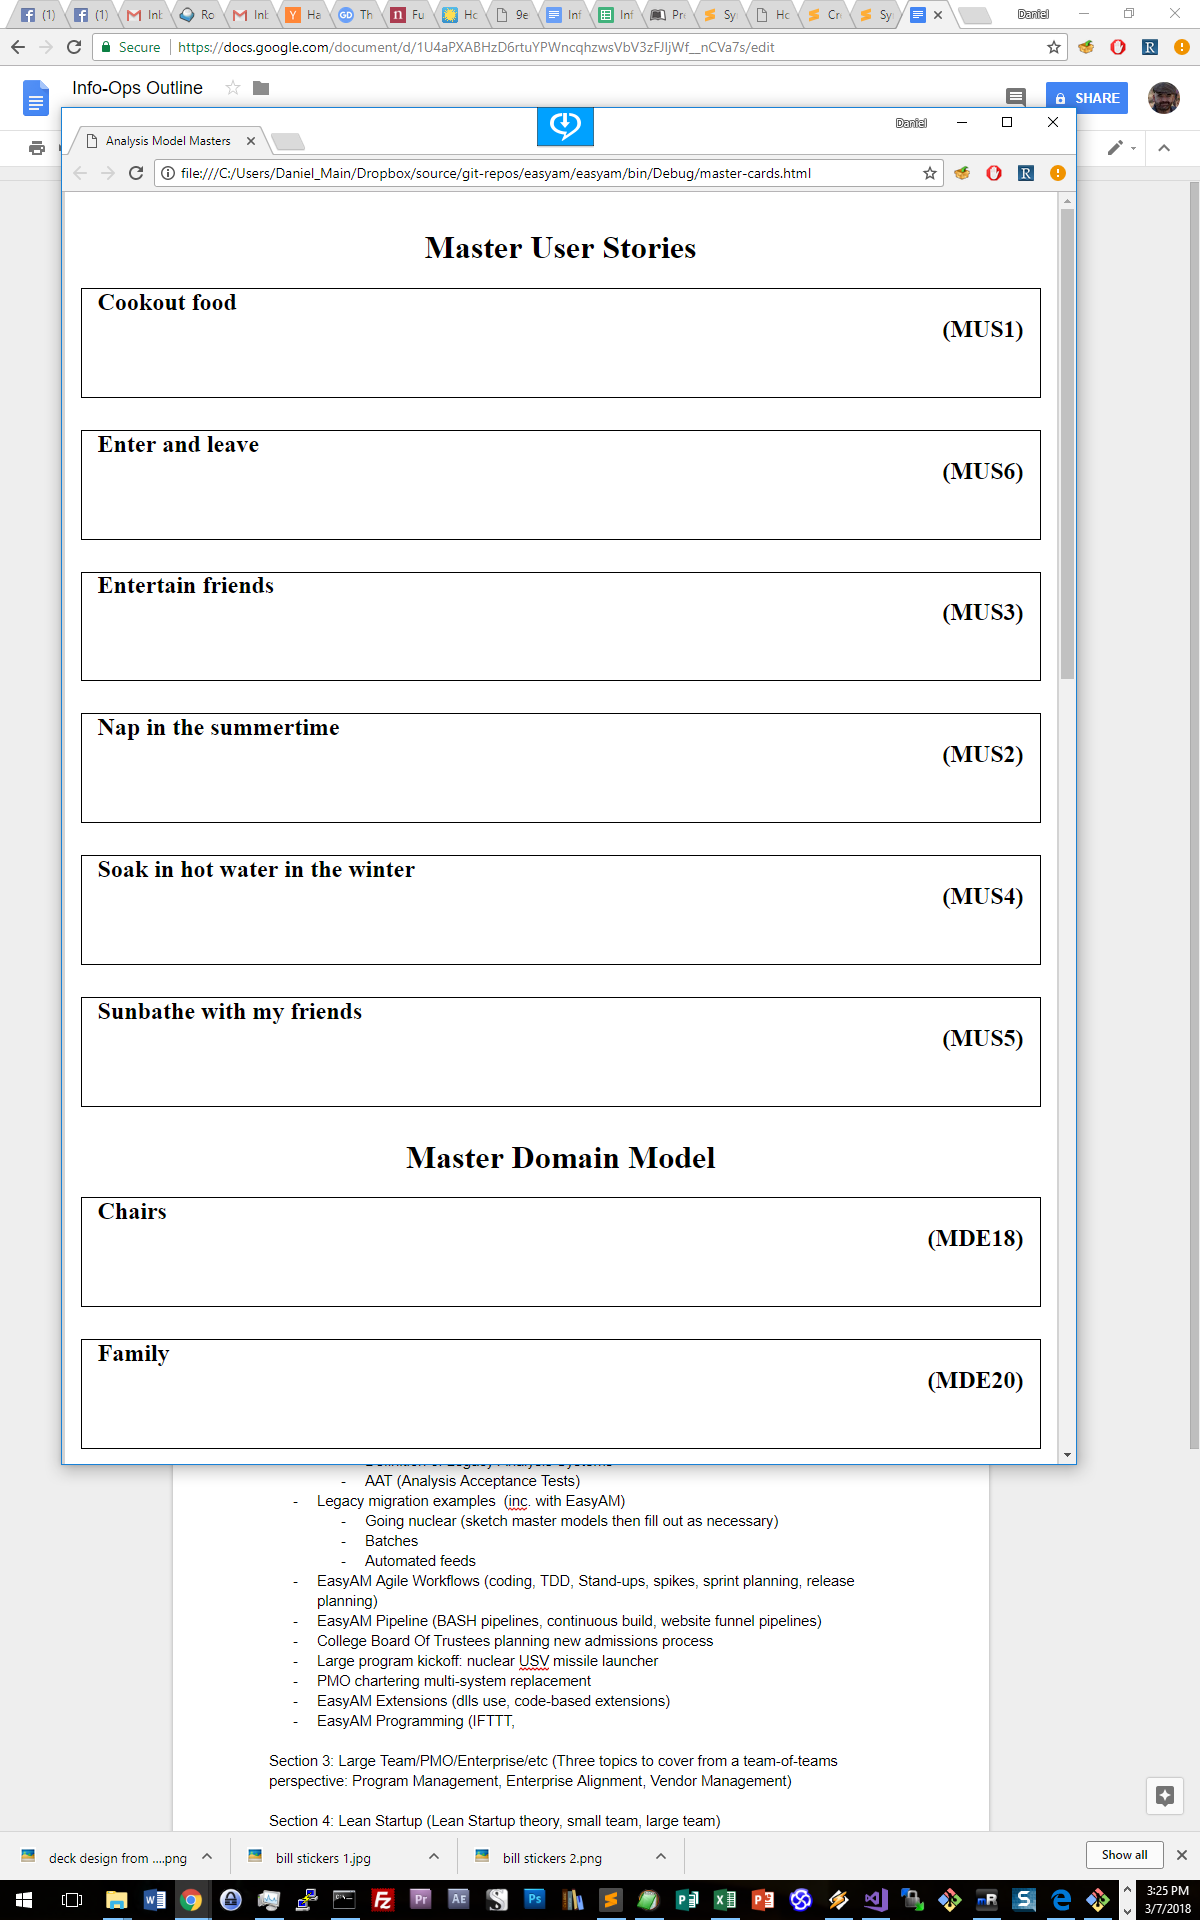 (1) (1) Inb Ro Inb Ha Th Fu Ho 9e Inf Inf Pr Sy Ho Cr Sy Daniel
Secure https://docs.google.com/document/d/1U4aPXABHzD6rtuYPWncqhzwsVbV3zFJljWf__nCVa7s/edit
Info-Ops Outline
SHARE
Daniel
Analysis Model Masters
file:///C:/Users/Daniel_Main/Dropbox/source/git-repos/easyam/easyam/bin/Debug/master-cards.html
Master User Stories
Cookout food
(MUS1)
Enter and leave
(MUS6)
Entertain friends
(MUS3)
Nap in the summertime
(MUS2)
Soak in hot water in the winter
(MUS4)
Sunbathe with my friends
(MUS5)
Master Domain Model
Chairs
(MDE18)
Family
(MDE20)
- AAT (Analysis Acceptance Tests)
- Legacy migration examples (inc. with EasyAM)
- Going nuclear (sketch master models then fill out as necessary)
- Batches
- Automated feeds
- EasyAM Agile Workflows (coding, TDD, Stand-ups, spikes, sprint planning, release
planning)
- EasyAM Pipeline (BASH pipelines, continuous build, website funnel pipelines)
- College Board Of Trustees planning new admissions process
- Large program kickoff: nuclear USV missile launcher
- PMO chartering multi-system replacement
- EasyAM Extensions (dlls use, code-based extensions)
- EasyAM Programming (IFTTT,
Section 3: Large Team/PMO/Enterprise/etc (Three topics to cover from a team-of-teams
perspective: Program Management, Enterprise Alignment, Vendor Management)
Section 4: Lean Startup (Lean Startup theory, small team, large team)
deck design from ....png
bill stickers 1.jpg
bill stickers 2.png
Show all
3:25 PM
3/7/2018